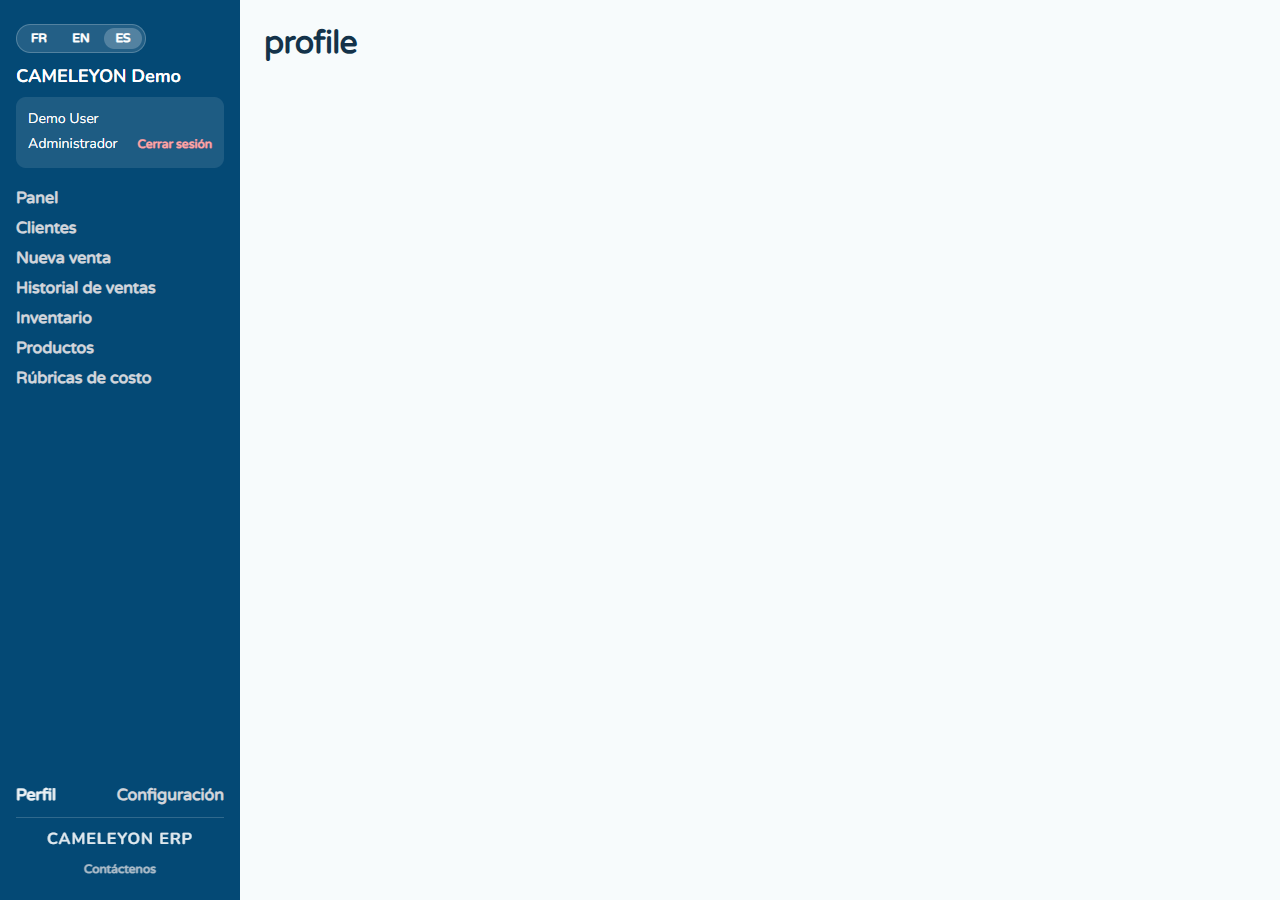 FR EN ES
CAMELEYON Demo
Demo User
Administrador Cerrar sesión
Panel
Clientes
Nueva venta
Historial de ventas
Inventario
Productos
Rúbricas de costo
Perfil Configuración
CAMELEYON ERP
Contáctenos
profile